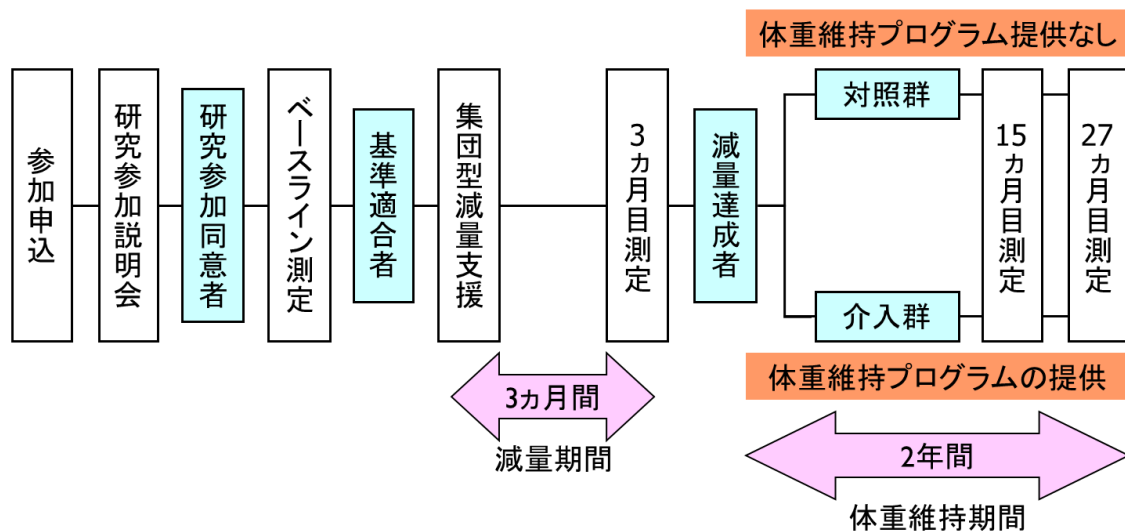 体重維持プログラム提供なし
参加申込
研究参加説明会
研究参加同意者
ベースライン測定
基準適合者
集団型減量支援
3ヵ月目測定
減量達成者
対照群
介入群
15ヵ月目測定
27ヵ月目測定
体重維持プログラムの提供
3ヵ月間
減量期間
2年間
体重維持期間